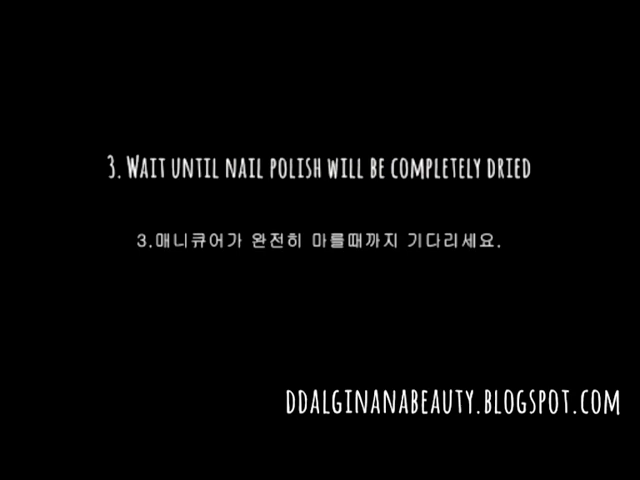 3. Wait until nail polish will be completely dried
3.매니큐어가 완전히 마를때까지 기다리세요.
ddalginanabeauty.blogspot.com